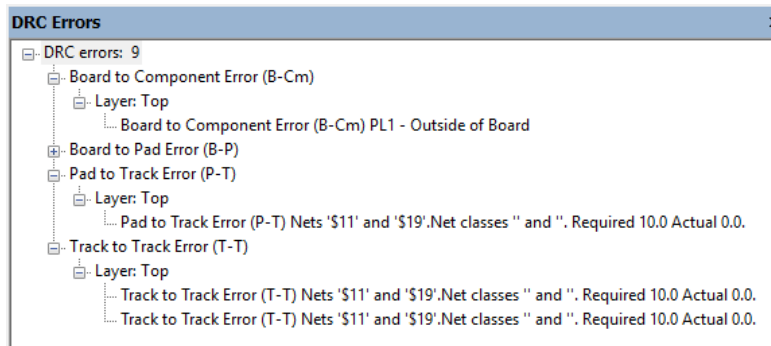 DRC Errors
DRC errors: 9
Board to Component Error (B-Cm)
Layer: Top
Board to Component Error (B-Cm) PL1 - Outside of Board
Board to Pad Error (B-P)
Pad to Track Error (P-T)
Layer: Top
Pad to Track Error (P-T) Nets '$11' and '$19'.Net classes '' and ''. Required 10.0 Actual 0.0.
Track to Track Error (T-T)
Layer: Top
Track to Track Error (T-T) Nets '$11' and '$19'.Net classes '' and ''. Required 10.0 Actual 0.0.
Track to Track Error (T-T) Nets '$11' and '$19'.Net classes '' and ''. Required 10.0 Actual 0.0.